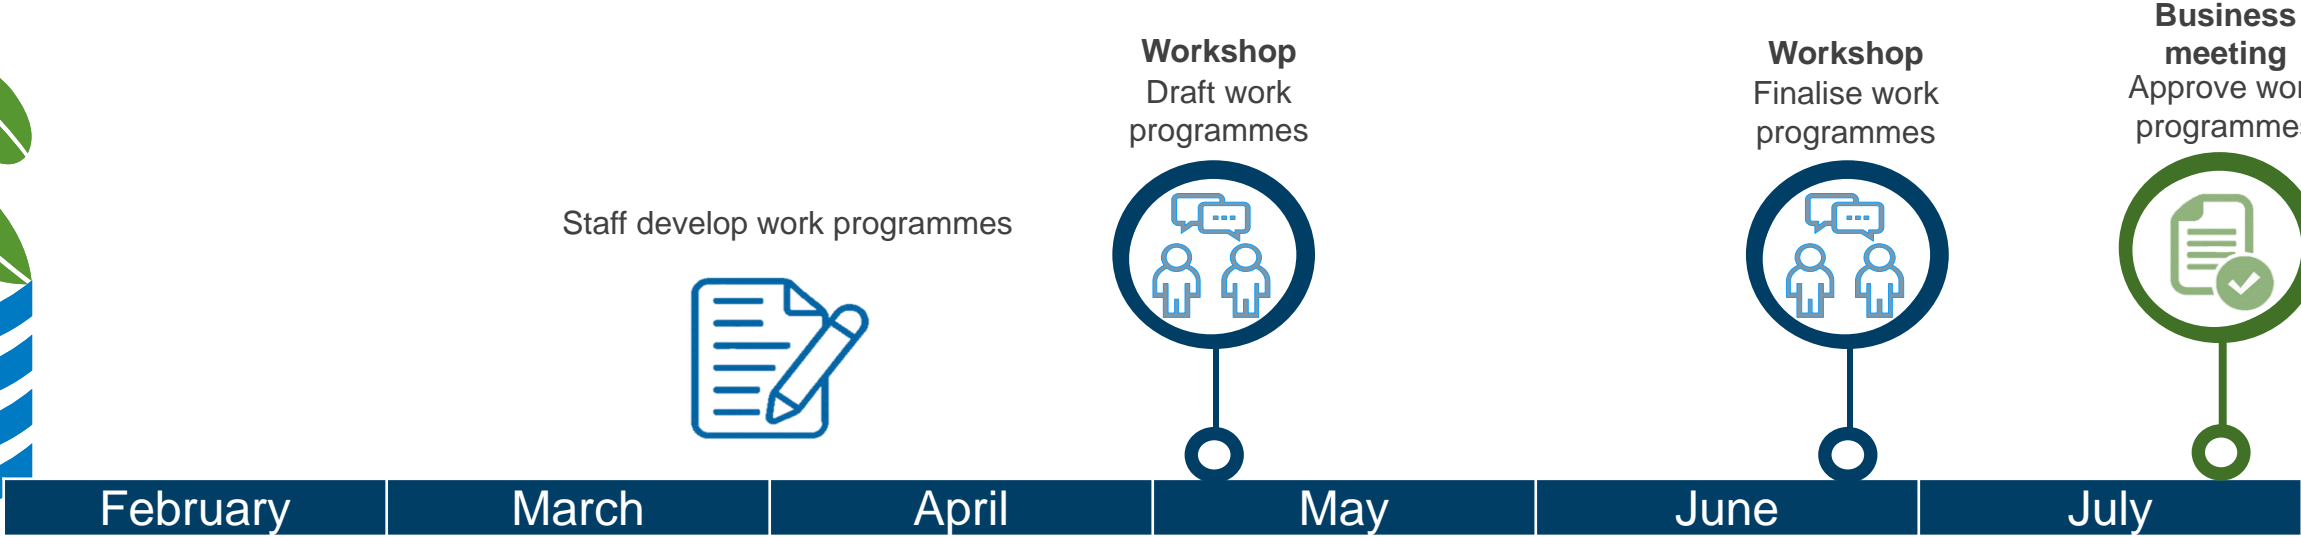 Business
meeting
Approve
Workshop
Draft work
programmes
Workshop
Finalise work
programmes
Staff develop work programmes
February
March
April
May
June
July